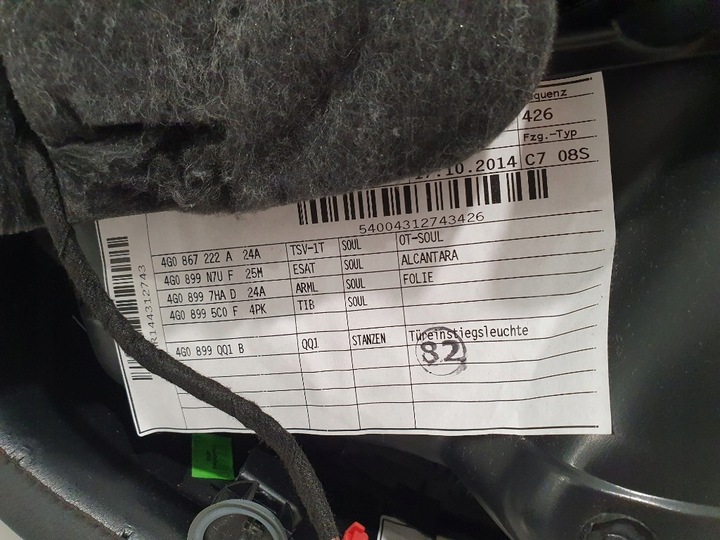 quenz
426
Fzg.-Typ
17.10.2014 C7 08S
54004312743426
4G0 867 222 A 24A TSV-1T SOUL OT-SOUL
4G0 899 N7U F 25M ESAT SOUL ALCANTARA
4G0 899 7HA D 24A ARML SOUL FOLIE
4G0 899 5C0 F 4PK TIB SOUL
4G0 899 QQ1 B QQ1 STANZEN Türeinstiegsleuchte
82
R144312743